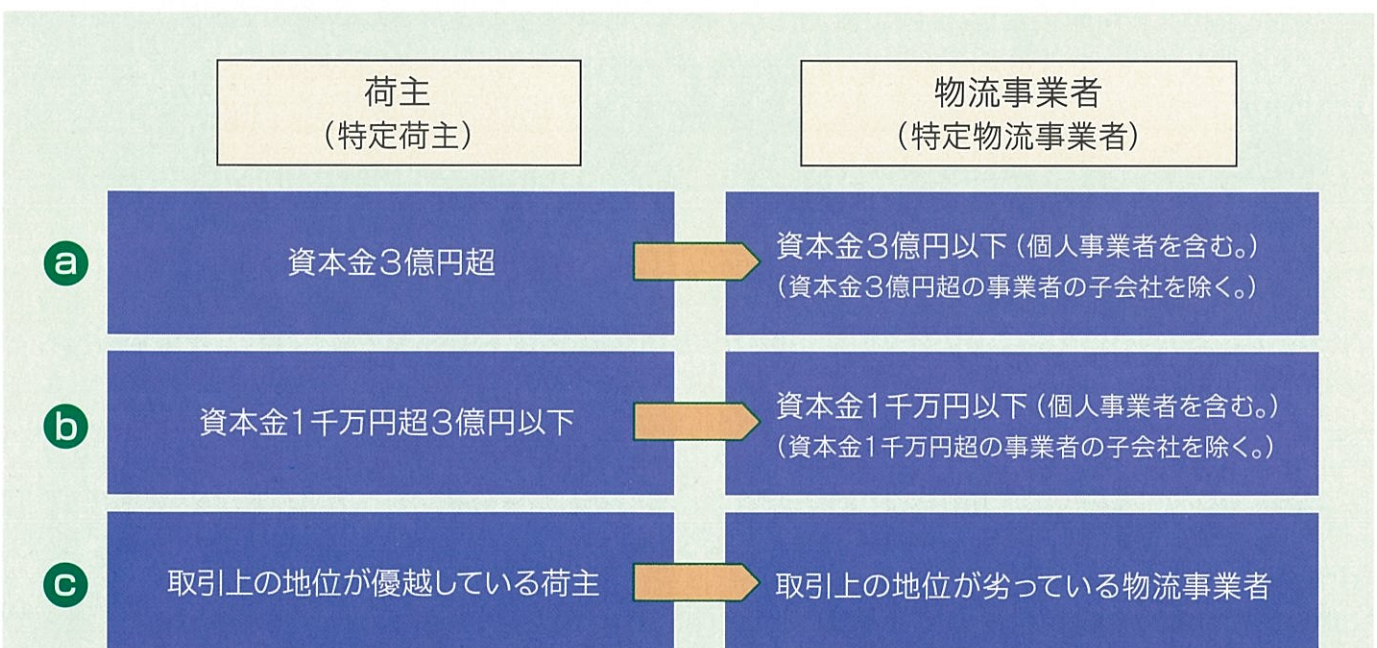 荷主
(特定荷主)
物流事業者
(特定物流事業者)
a
資本金3億円超
資本金3億円以下(個人事業者を含む。)
(資本金3億円超の事業者の子会社を除く。)
b
資本金1千万円超3億円以下
資本金1千万円以下(個人事業者を含む。)
(資本金1千万円超の事業者の子会社を除く。)
c
取引上の地位が優越している荷主
取引上の地位が劣っている物流事業者